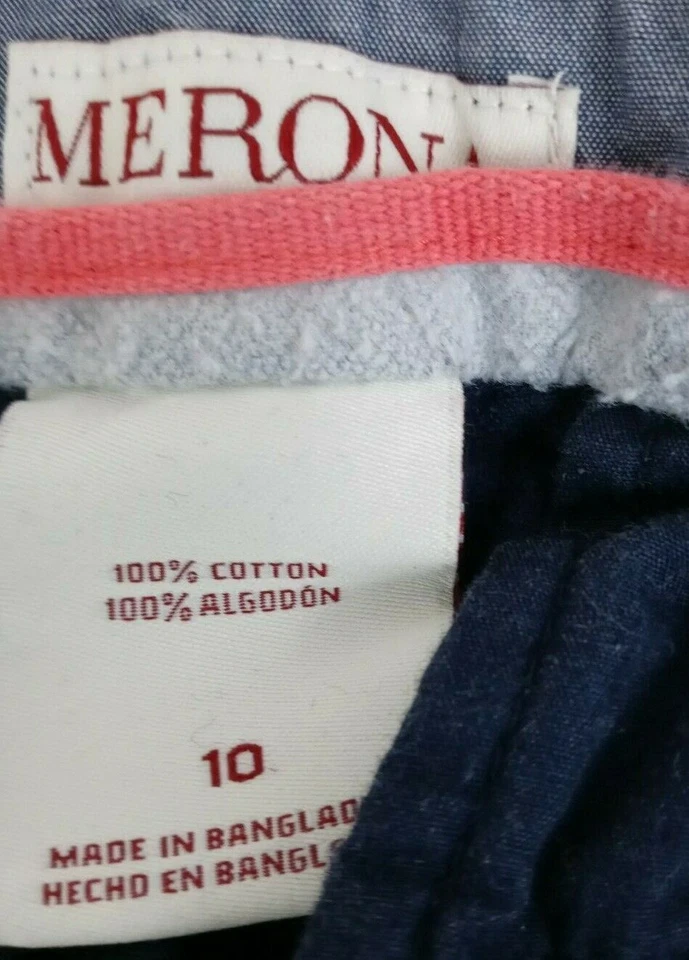 MERONA
100% COTTON
100% ALGODÓN
10
MADE IN BANGLAD
HECHO EN BANGL